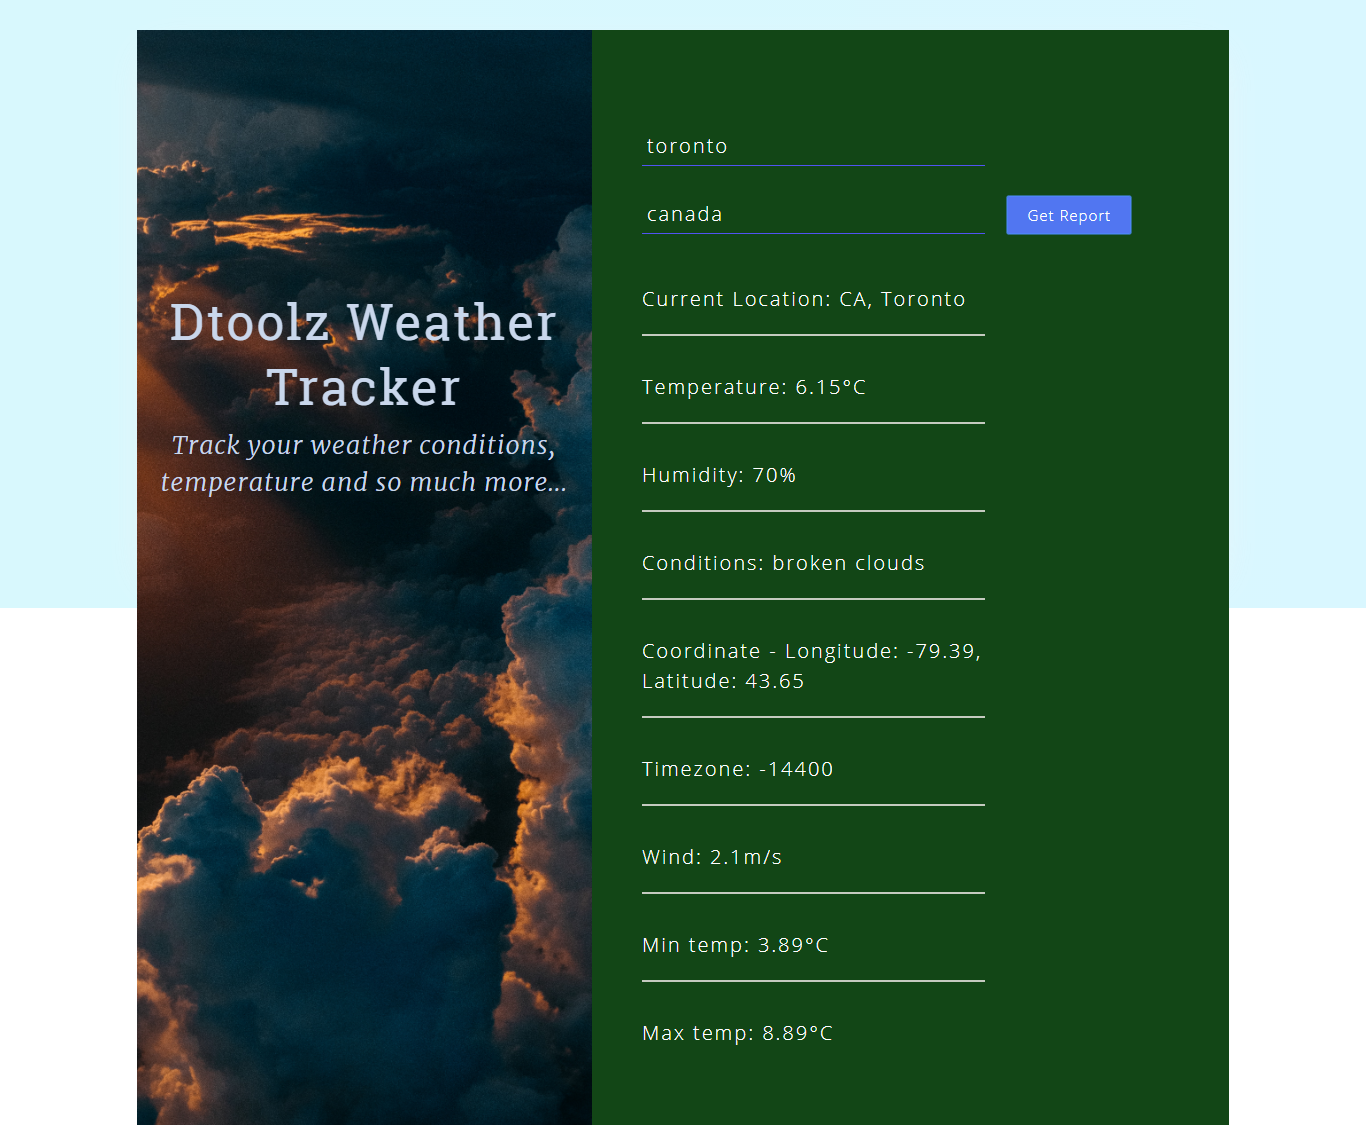 Dtoolz Weather
Tracker
Track your weather conditions,
temperature and so much more...
toronto
canada
Get Report
Current Location: CA, Toronto
Temperature: 6.15°C
Humidity: 70%
Conditions: broken clouds
Coordinate - Longitude: -79.39,
Latitude: 43.65
Timezone: -14400
Wind: 2.1m/s
Min temp: 3.89°C
Max temp: 8.89°C